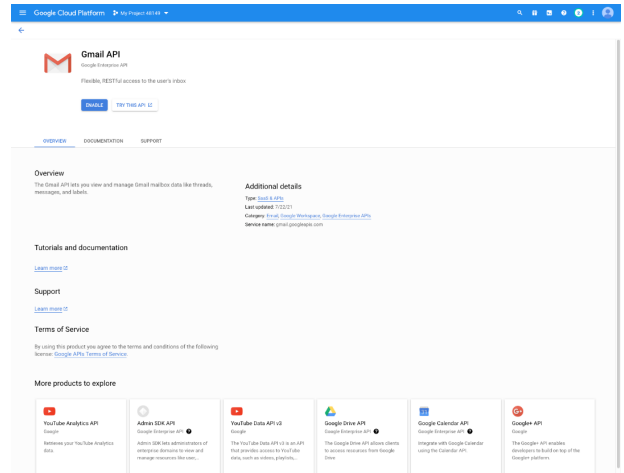 Google Cloud Platform
My Project 46149
Gmail API
Google Enterprise API
Flexible, RESTful access to the user's inbox
ENABLE
TRY THIS API
OVERVIEW
DOCUMENTATION
SUPPORT
Overview
The Gmail API lets you view and manage Gmail mailbox data like threads,
messages, and labels.
Additional details
Type: SaaS & APIs
Last updated: 7/22/21
Category: Email, Google Workspace, Google Enterprise APIs
Service name: gmail.googleapis.com
Tutorials and documentation
Learn more
Support
Learn more
Terms of Service
By using this product you agree to the terms and conditions of the following
license: Google APIs Terms of Service.
More products to explore
YouTube Analytics API
Google
Retrieves your YouTube Analytics
data.
Admin SDK API
Google Enterprise API
Admin SDK lets administrators of
enterprise domains to view and
manage resources like user,...
YouTube Data API v3
Google
The YouTube Data API v3 is an API
that provides access to YouTube
data, such as videos, playlists,...
Google Drive API
Google Enterprise API
The Google Drive API allows clients
to access resources from Google
Drive
Google Calendar API
Google Enterprise API
Integrate with Google Calendar
using the Calendar API.
Google+ API
Google
The Google+ API enables
developers to build on top of the
Google+ platform.